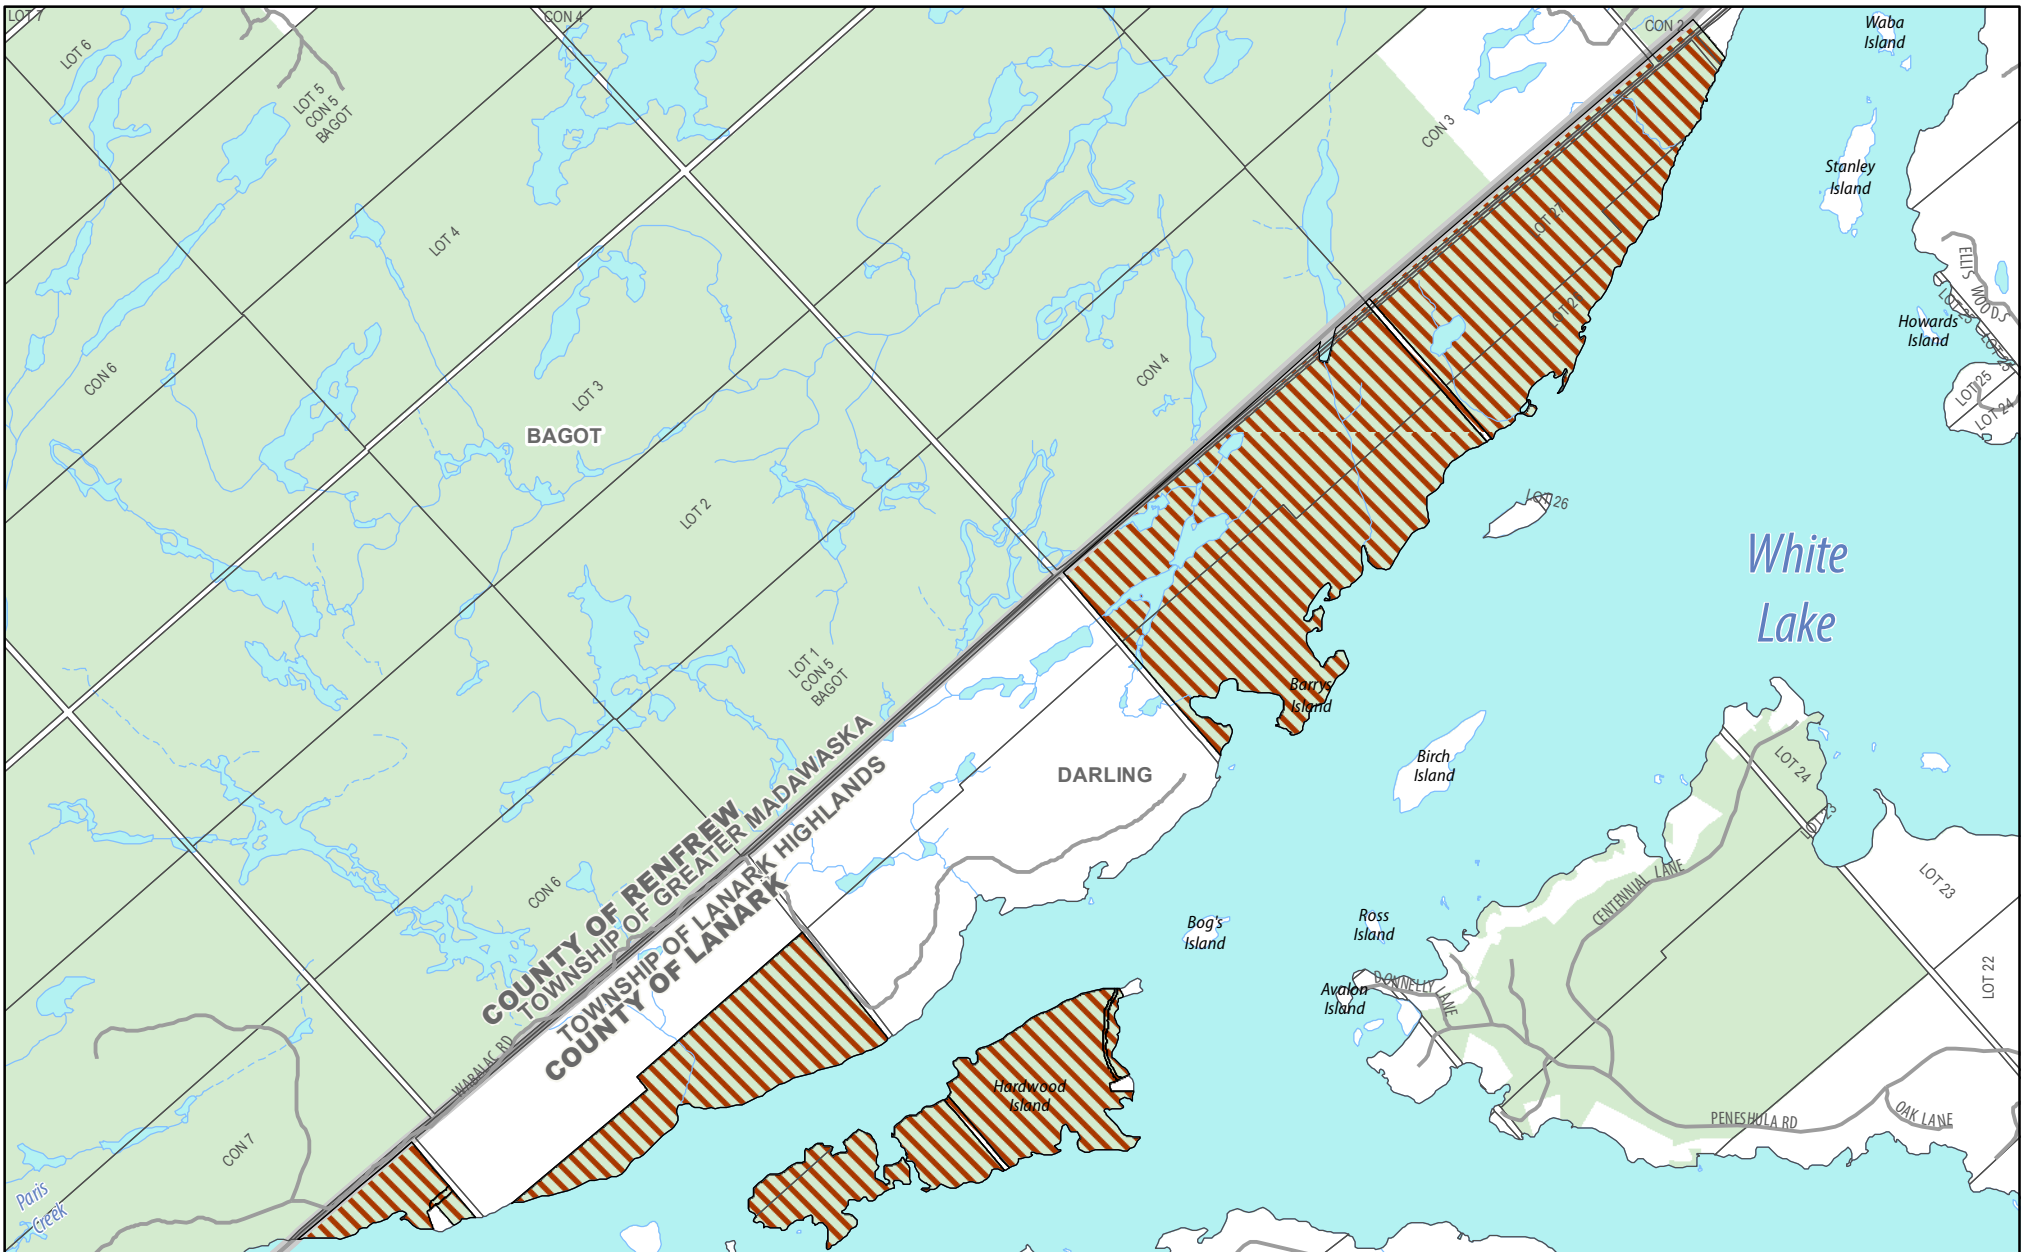 LOT 7
CON 4
CON 2
Waba
Island
LOT 6
LOT 5
CON 5
BAGOT
CON 3
Stanley
Island
LOT 4
LOT 27
ELLIS WOODS
CON 6
LOT 3
CON 4
Howards
Island
LOT 25
LOT 24
BAGOT
LOT 2
LOT 26
White
Lake
LOT 1
CON 5
BAGOT
Barrys
Island
Birch
Island
DARLING
LOT 24
LOT 23
CON 6
COUNTY OF RENFREW
TOWNSHIP OF GREATER MADAWASKA
TOWNSHIP OF LANARK HIGHLANDS
COUNTY OF LANARK
CENTENNIAL LANE
LOT 23
Bog's
Island
Ross
Island
LOT 22
DONNELLY LANE
Avalon
Island
WABALAC RD
Hardwood
Island
PENESHULA RD
OAK LANE
CON 7
Paris
Creek